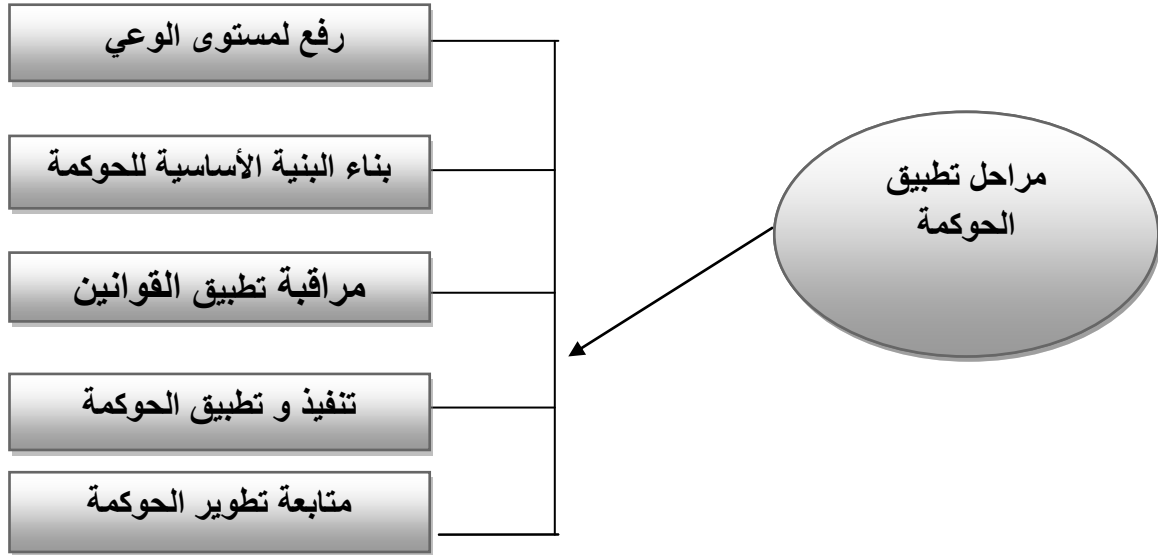 مراحل تطبيق
الحوكمة
رفع لمستوى الوعي
بناء البنية الأساسية للحوكمة
مراقبة تطبيق القوانين
تنفيذ و تطبيق الحوكمة
متابعة تطوير الحوكمة